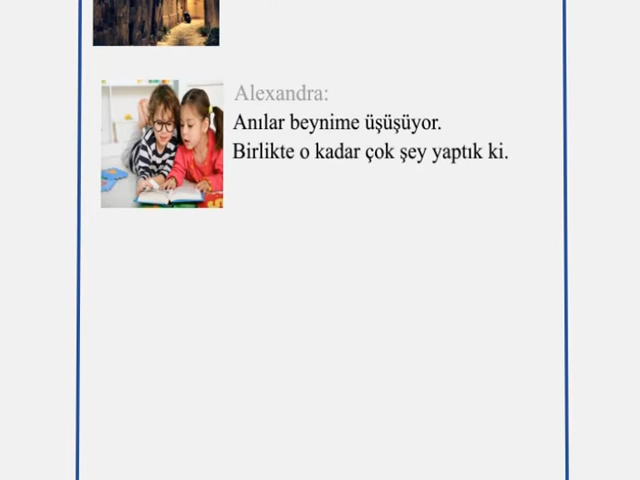 Alexandra:
Anılar beynime üşüşüyor.
Birlikte o kadar çok şey yaptık ki.